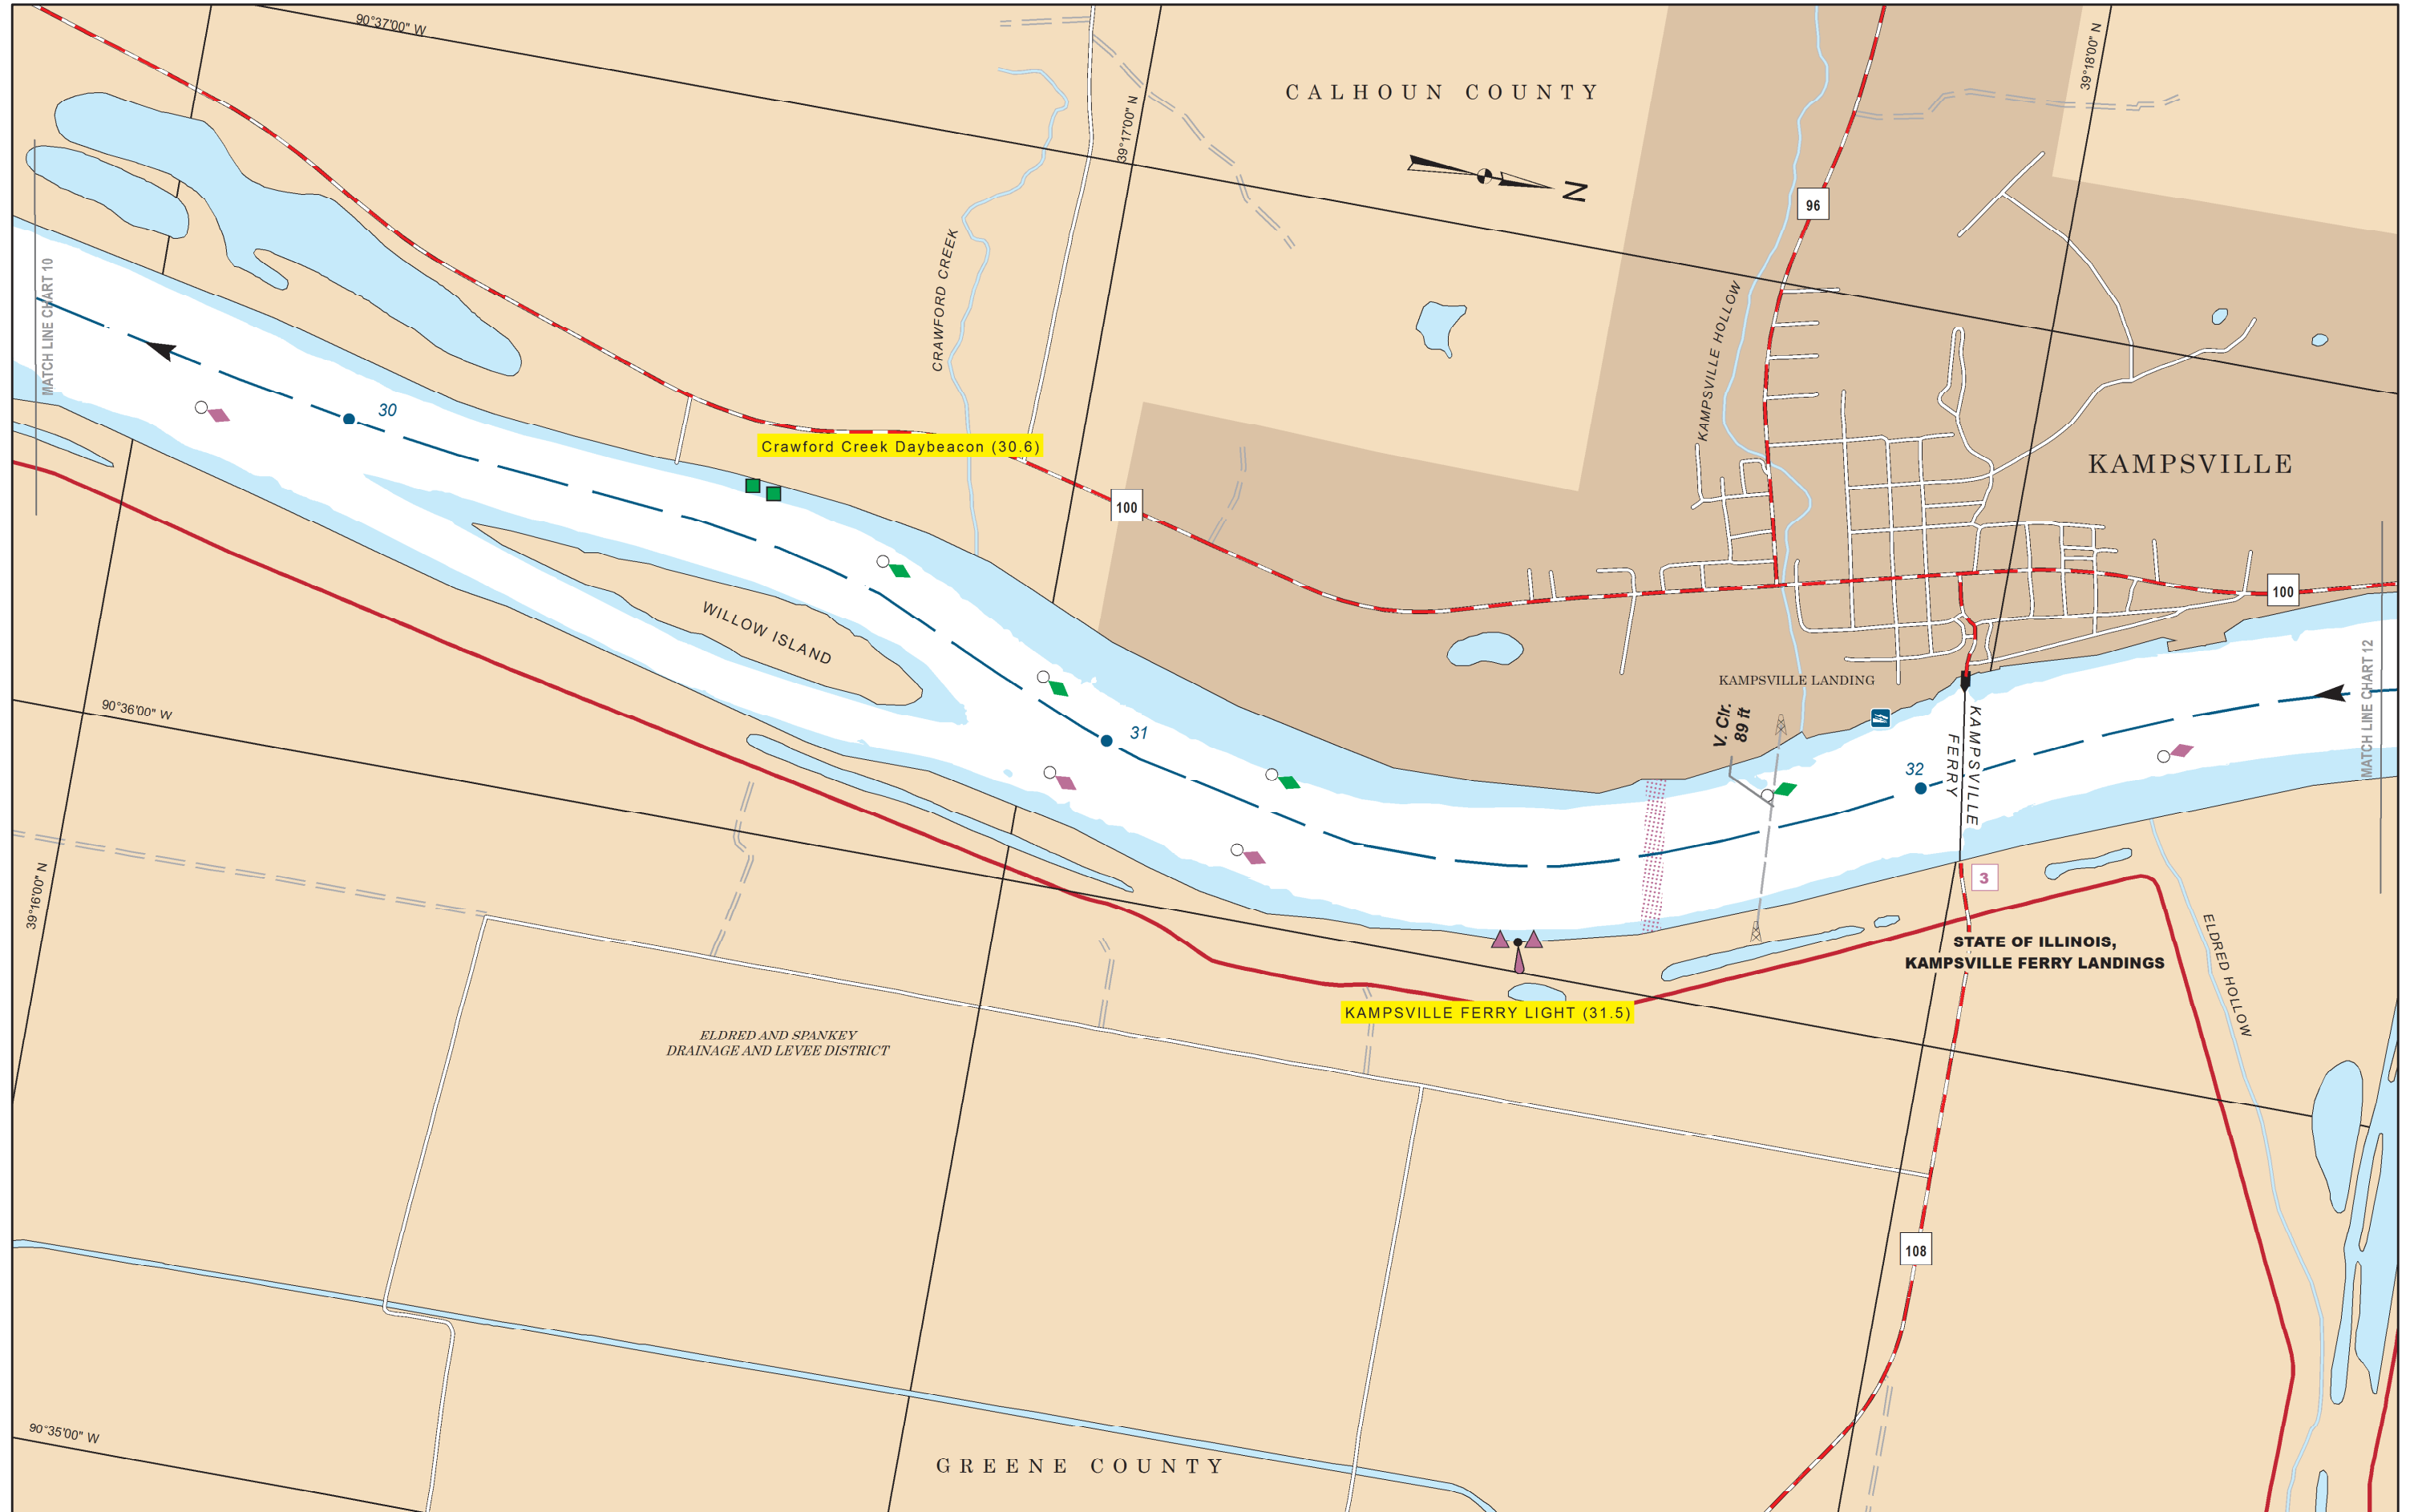 90°37'00" W
39°18'00" N
CALHOUN COUNTY
39°17'00" N
N
96
MATCH LINE CHART 10
CRAWFORD CREEK
KAMPSVILLE HOLLOW
30
Crawford Creek Daybeacon (30.6)
KAMPSVILLE
100
100
WILLOW ISLAND
KAMPSVILLE LANDING
MATCH LINE CHART 12
90°36'00" W
V. Clr.
89 ft
31
KAMPSVILLE
FERRY
32
39°16'00" N
3
STATE OF ILLINOIS,
KAMPSVILLE FERRY LANDINGS
ELDRED HOLLOW
KAMPSVILLE FERRY LIGHT (31.5)
ELDRED AND SPANKEY
DRAINAGE AND LEVEE DISTRICT
108
90°35'00" W
GREENE COUNTY